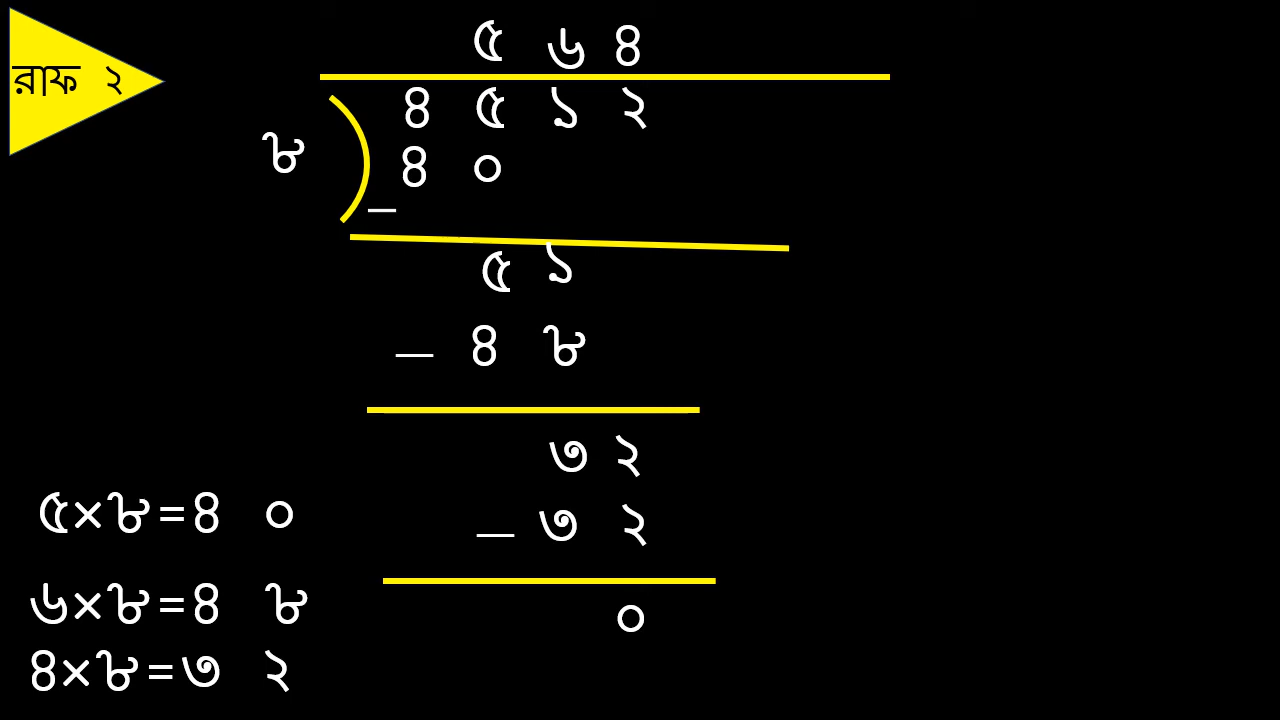 রাফ ২
৫ ৬ ৪
৮ ) ৪ ৫ ১ ২
৪ ০
—
৫ ১
— ৪ ৮
৩ ২
— ৩ ২
০
৫×৮=৪ ০
৬×৮=৪ ৮
৪×৮=৩ ২